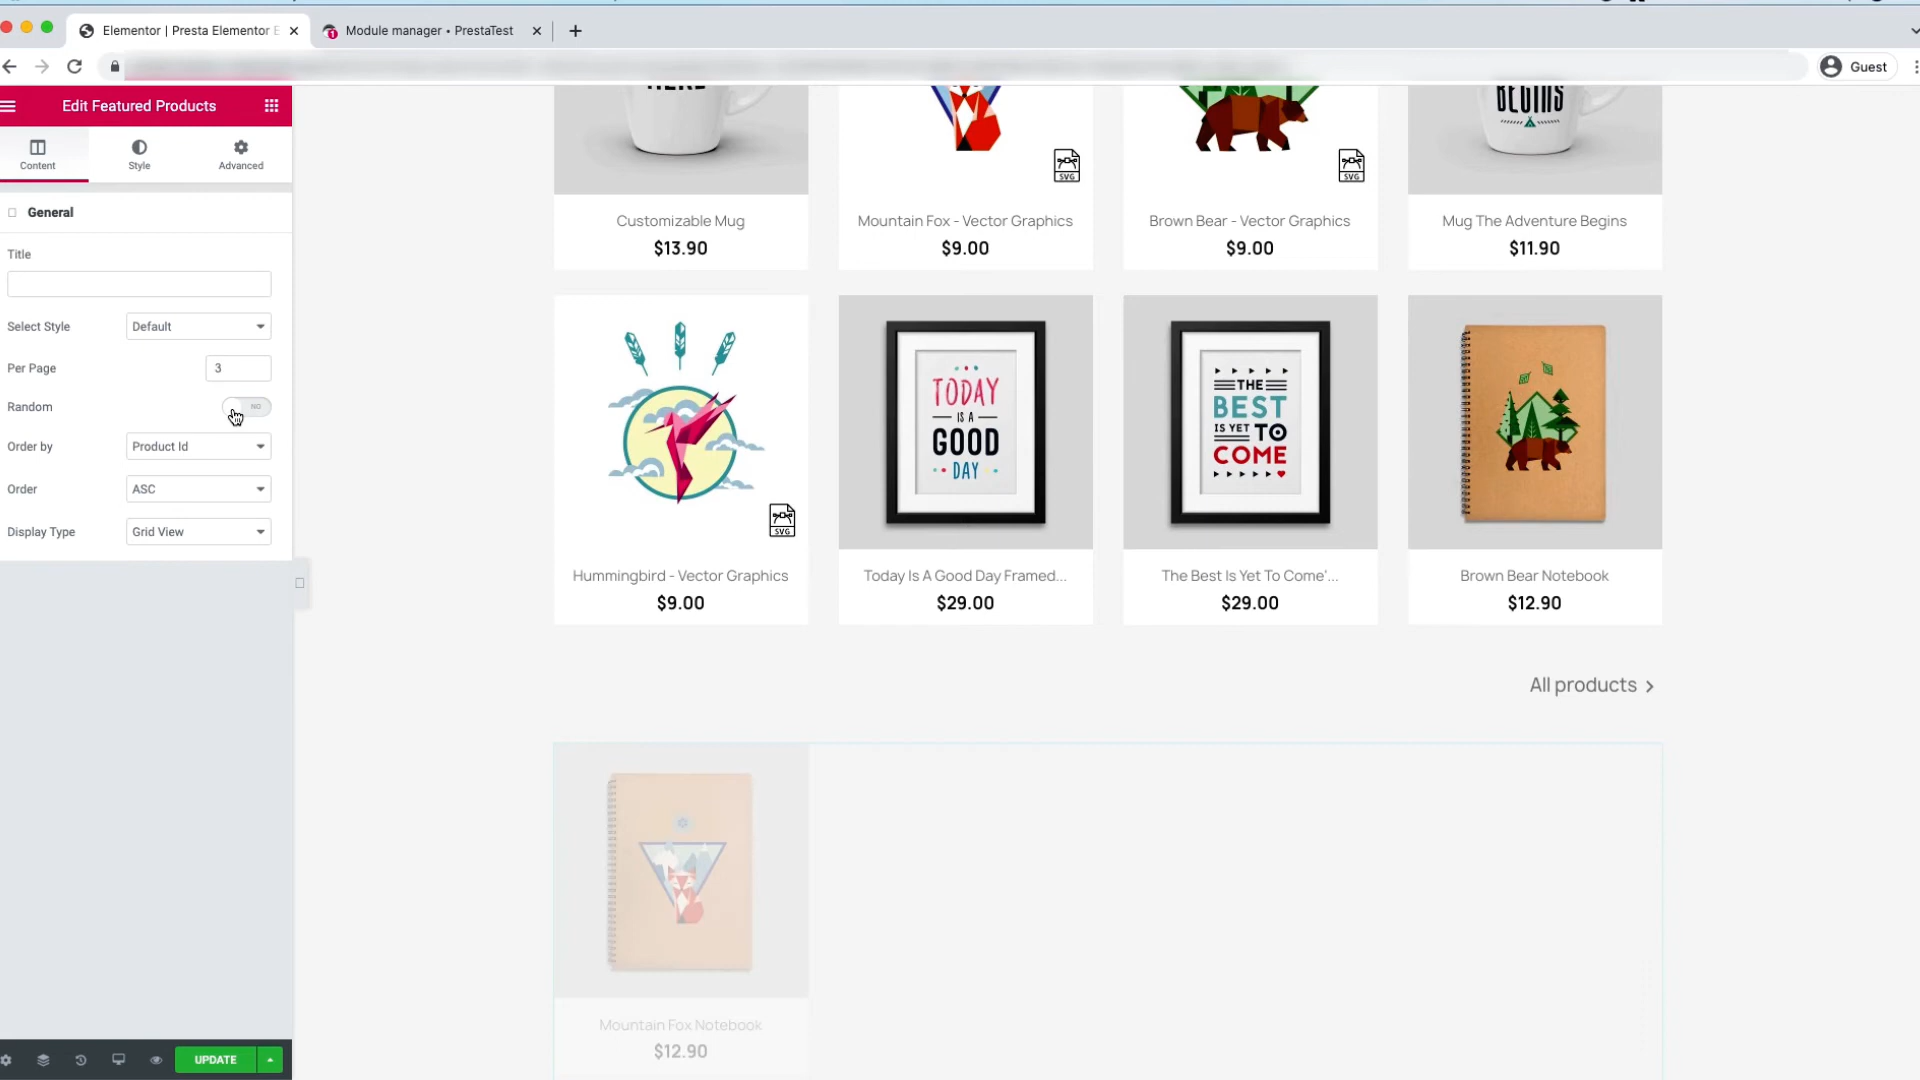 Elementor | Presta Elementor E
Module manager • PrestaTest
1
Guest
Edit Featured Products
Content
Style
Advanced
General
Title
Select Style
Default
Per Page
3
Random
NO
Order by
Product Id
Order
ASC
Display Type
Grid View
UPDATE
HERE
SVG
SVG
BEGINS
Customizable Mug
$13.90
Mountain Fox - Vector Graphics
$9.00
Brown Bear - Vector Graphics
$9.00
Mug The Adventure Begins
$11.90
SVG
TODAY
IS A
GOOD
DAY
THE
BEST
IS YET TO
COME
Hummingbird - Vector Graphics
$9.00
Today Is A Good Day Framed...
$29.00
The Best Is Yet To Come'...
$29.00
Brown Bear Notebook
$12.90
All products
Mountain Fox Notebook
$12.90